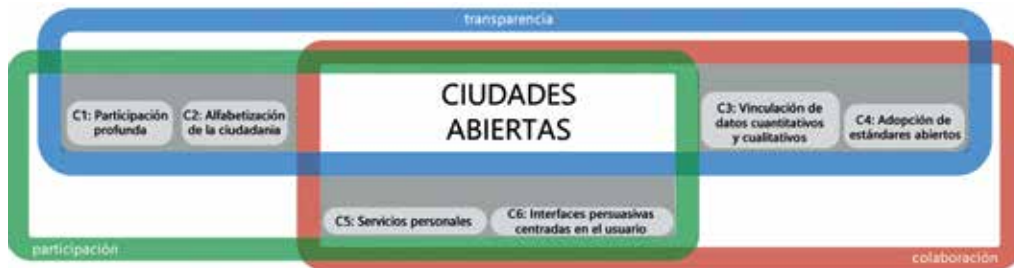 transparencia
CIUDADES
ABIERTAS
C1: Participación
profunda
C2: Alfabetización
de la ciudadania
C3: Vinculación de
datos cuantitativos
y cualitativos
C4: Adopción de
estándares abiertos
C5: Servicios personales
C6: Interfaces persuasivas
centradas en el usuario
participación
colaboración